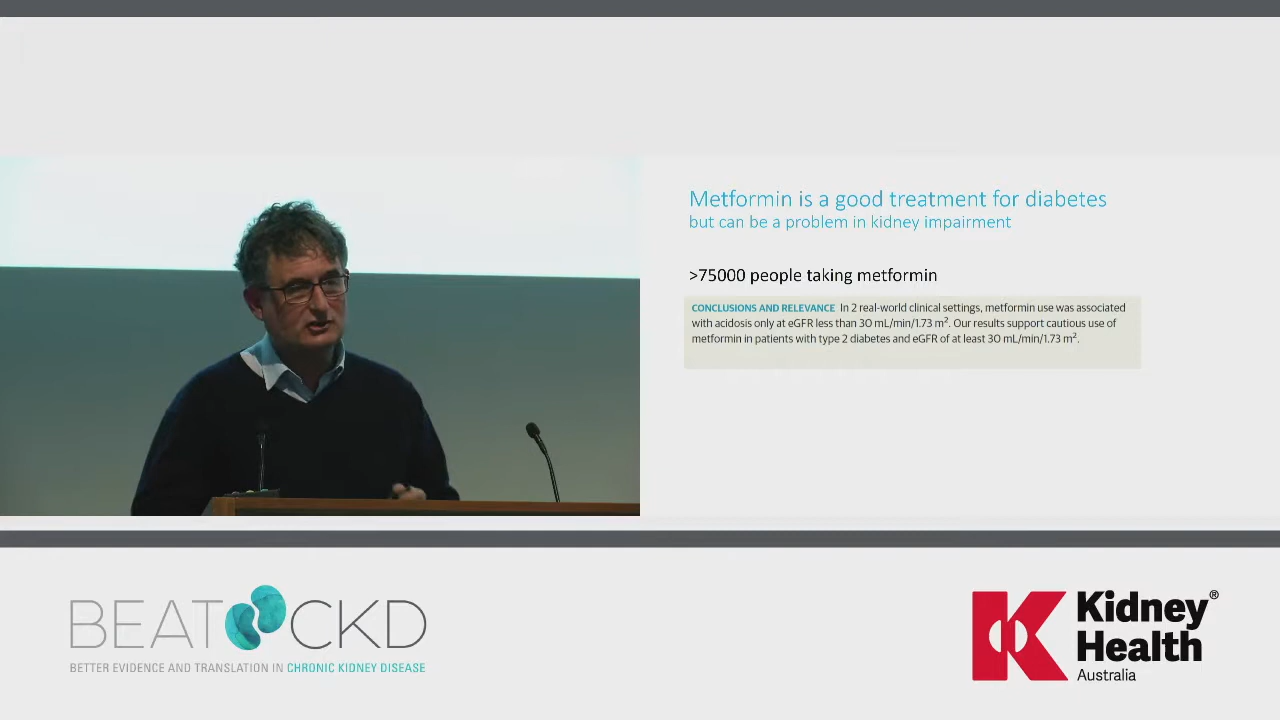 Metformin is a good treatment for diabetes
but can be a problem in kidney impairment
>75000 people taking metformin
CONCLUSIONS AND RELEVANCE In 2 real-world clinical settings, metformin use was associated
with acidosis only at eGFR less than 30 mL/min/1.73 m². Our results support cautious use of
metformin in patients with type 2 diabetes and eGFR of at least 30 mL/min/1.73 m².
BEAT CKD
BETTER EVIDENCE AND TRANSLATION IN CHRONIC KIDNEY DISEASE
Kidney®
Health
Australia